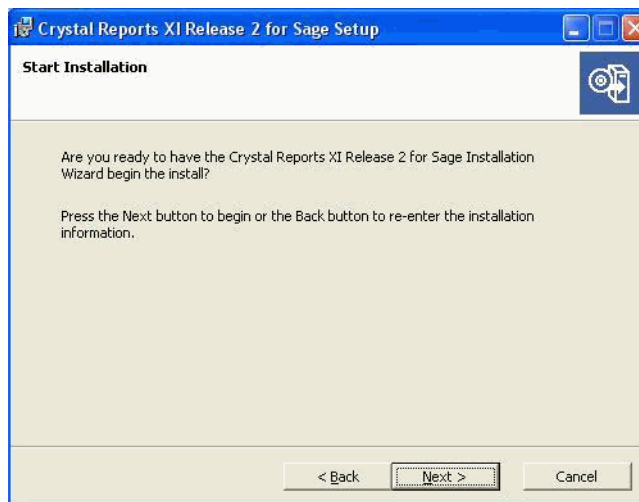 Crystal Reports XI Release 2 for Sage Setup
Start Installation
Are you ready to have the Crystal Reports XI Release 2 for Sage Installation
Wizard begin the install?
Press the Next button to begin or the Back button to re-enter the installation
information.
< Back Next > Cancel